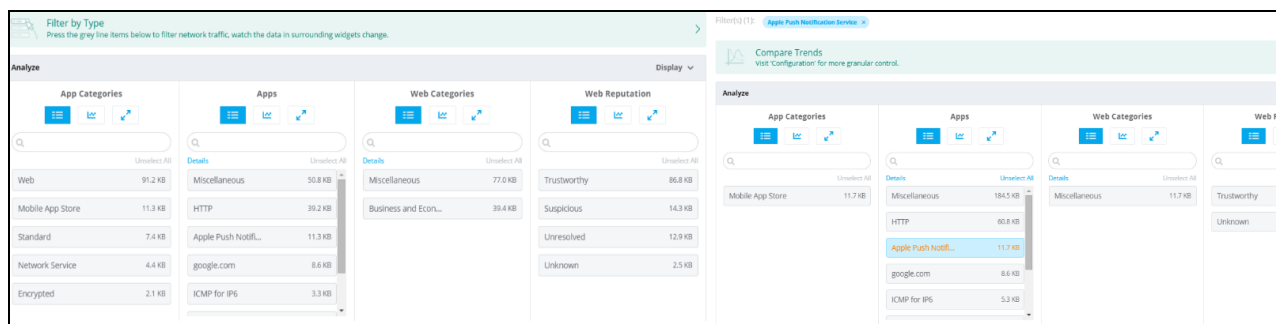 Filter by Type
Press the grey line items below to filter network traffic, watch the data in surrounding widgets change.
Analyze
Display
App Categories
Unselect All
Web 91.2 KB
Mobile App Store 11.3 KB
Standard 7.4 KB
Network Service 4.4 KB
Encrypted 2.1 KB
Apps
Details Unselect All
Miscellaneous 50.8 KB
HTTP 39.2 KB
Apple Push Notifi... 11.3 KB
google.com 8.6 KB
ICMP for IP6 3.3 KB
Web Categories
Details Unselect All
Miscellaneous 77.0 KB
Business and Econ... 39.4 KB
Web Reputation
Unselect All
Trustworthy 86.8 KB
Suspicious 14.3 KB
Unresolved 12.9 KB
Unknown 2.5 KB
Filter(s) (1): Apple Push Notification Service ×
Compare Trends
Visit 'Configuration' for more granular control.
Analyze
App Categories
Unselect All
Mobile App Store 11.7 KB
Apps
Details Unselect All
Miscellaneous 184.5 KB
HTTP 60.8 KB
Apple Push Notifi... 11.7 KB
google.com 8.6 KB
ICMP for IP6 5.3 KB
Web Categories
Details Unselect All
Miscellaneous 11.7 KB
Web
Trustworthy
Unknown